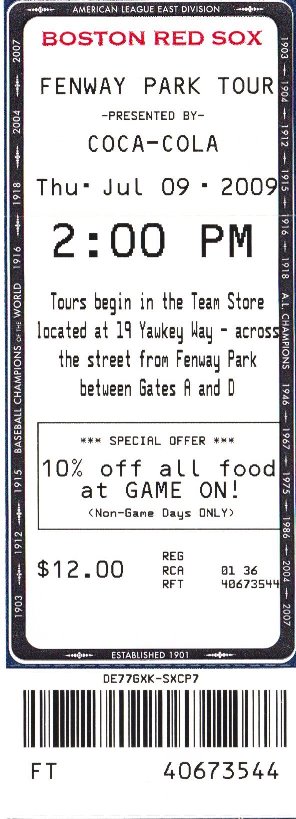 AMERICAN LEAGUE EAST DIVISION
BOSTON RED SOX
FENWAY PARK TOUR
-PRESENTED BY-
COCA-COLA
Thu· Jul 09 · 2009
2:00 PM
Tours begin in the Team Store
located at 19 Yawkey Way - across
the street from Fenway Park
between Gates A and D
*** SPECIAL OFFER ***
10% off all food
at GAME ON!
(Non-Game Days ONLY)
$12.00
REG
RCA 01 36
RFT 40673544
ESTABLISHED 1901
1903 1912 1915 BASEBALL CHAMPIONS OF THE WORLD 1916 1918 2004 2007
1903 1904 1912 1915 1916 1918 A.L. CHAMPIONS 1946 1967 1975 1986 2004 2007
DE77GXK-SXCP7
FT 40673544